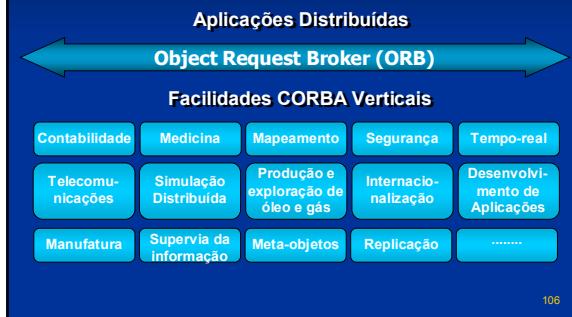 Aplicações Distribuídas
Object Request Broker (ORB)
Facilidades CORBA Verticais
Contabilidade
Medicina
Mapeamento
Segurança
Tempo-real
Telecomu-
nicações
Simulação
Distribuída
Produção e
exploração de
óleo e gás
Internacio-
nalização
Desenvolvi-
mento de
Aplicações
Manufatura
Supervia da
informação
Meta-objetos
Replicação
........
106